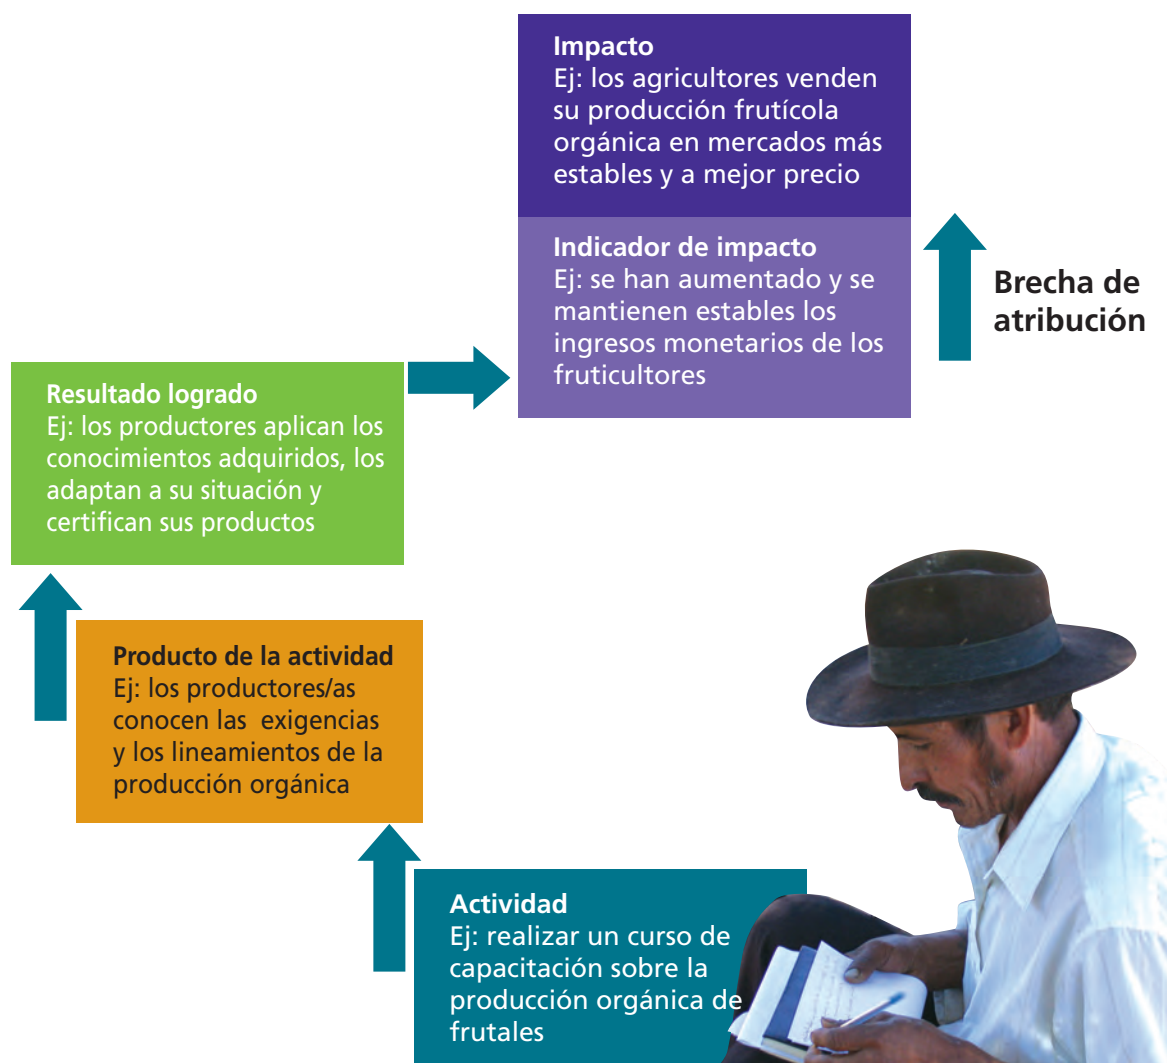 Impacto
Ej: los agricultores venden
su producción frutícola
orgánica en mercados más
estables y a mejor precio
Indicador de impacto
Ej: se han aumentado y se
mantienen estables los
ingresos monetarios de los
fruticultores
Brecha de
atribución
Resultado logrado
Ej: los productores aplican los
conocimientos adquiridos, los
adaptan a su situación y
certifican sus productos
Producto de la actividad
Ej: los productores/as
conocen las exigencias
y los lineamientos de la
producción orgánica
Actividad
Ej: realizar un curso de
capacitación sobre la
producción orgánica de
frutales